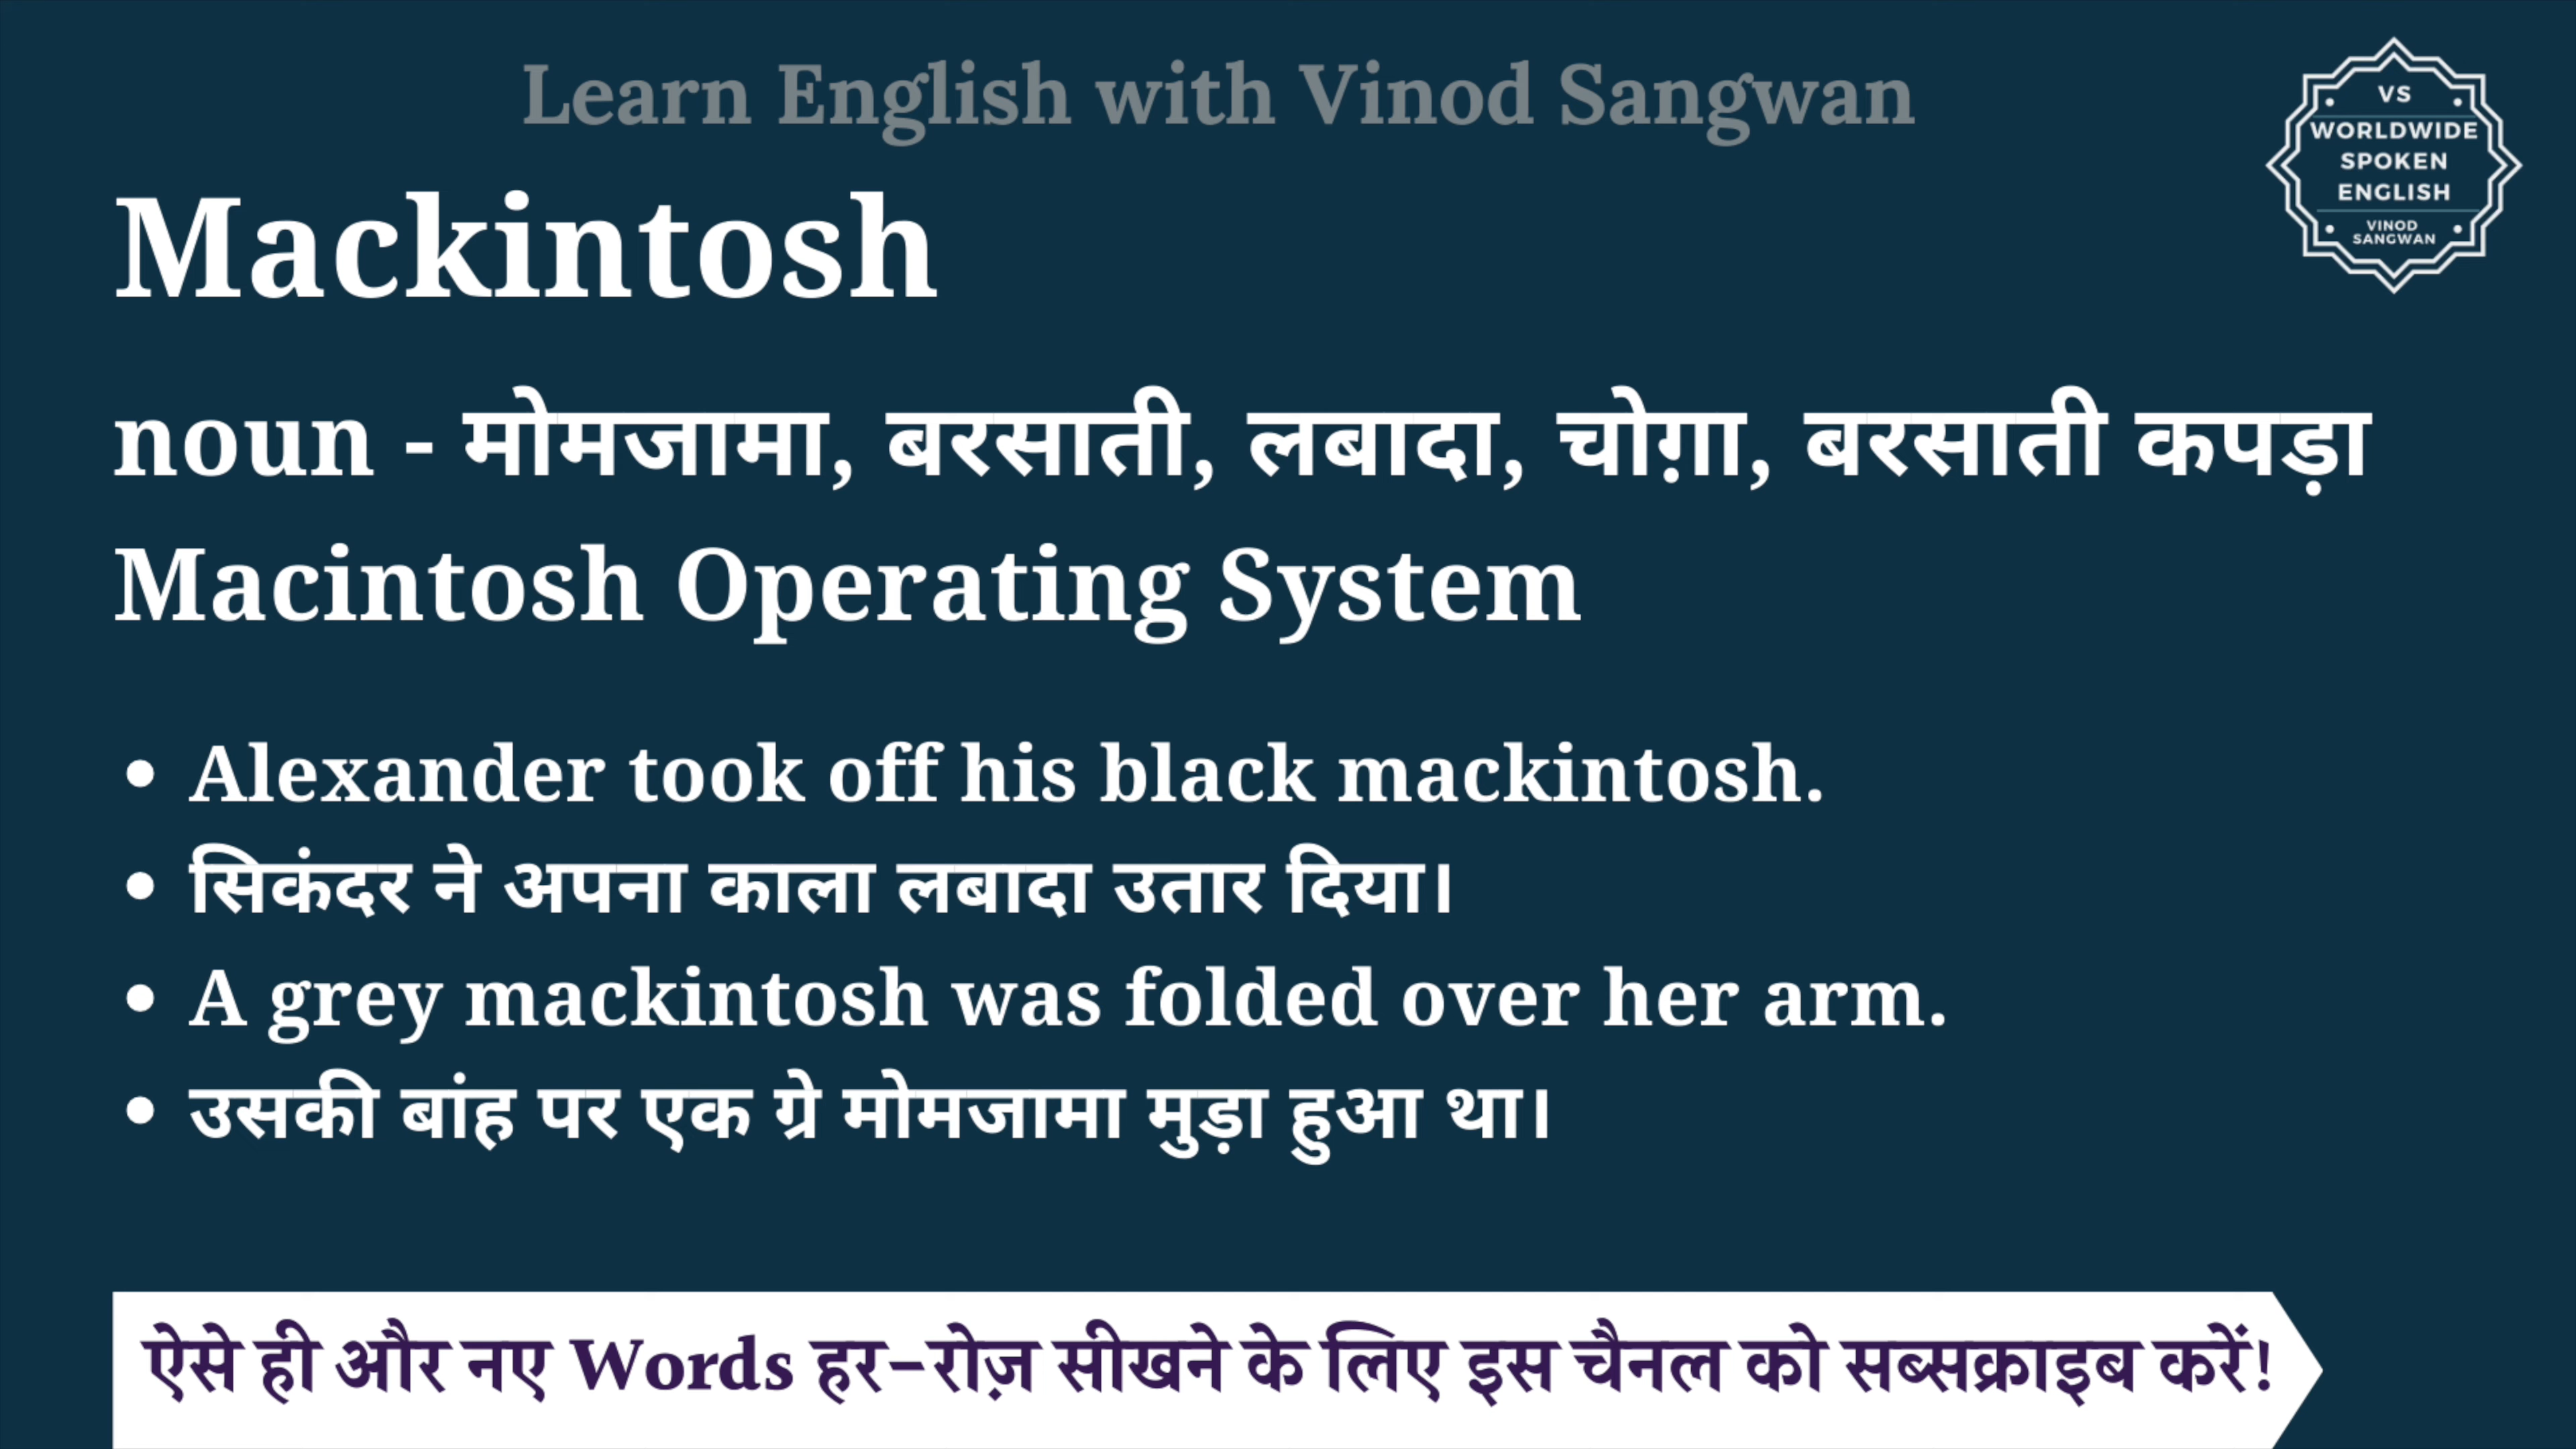 Learn English with Vinod Sangwan
VS
WORLDWIDE
SPOKEN
ENGLISH
VINOD
SANGWAN
Mackintosh
noun - मोमजामा, बरसाती, लबादा, चोग़ा, बरसाती कपड़ा
Macintosh Operating System
• Alexander took off his black mackintosh.
• सिकंदर ने अपना काला लबादा उतार दिया।
• A grey mackintosh was folded over her arm.
• उसकी बांह पर एक ग्रे मोमजामा मुड़ा हुआ था।
ऐसे ही और नए Words हर-रोज़ सीखने के लिए इस चैनल को सब्सक्राइब करें!